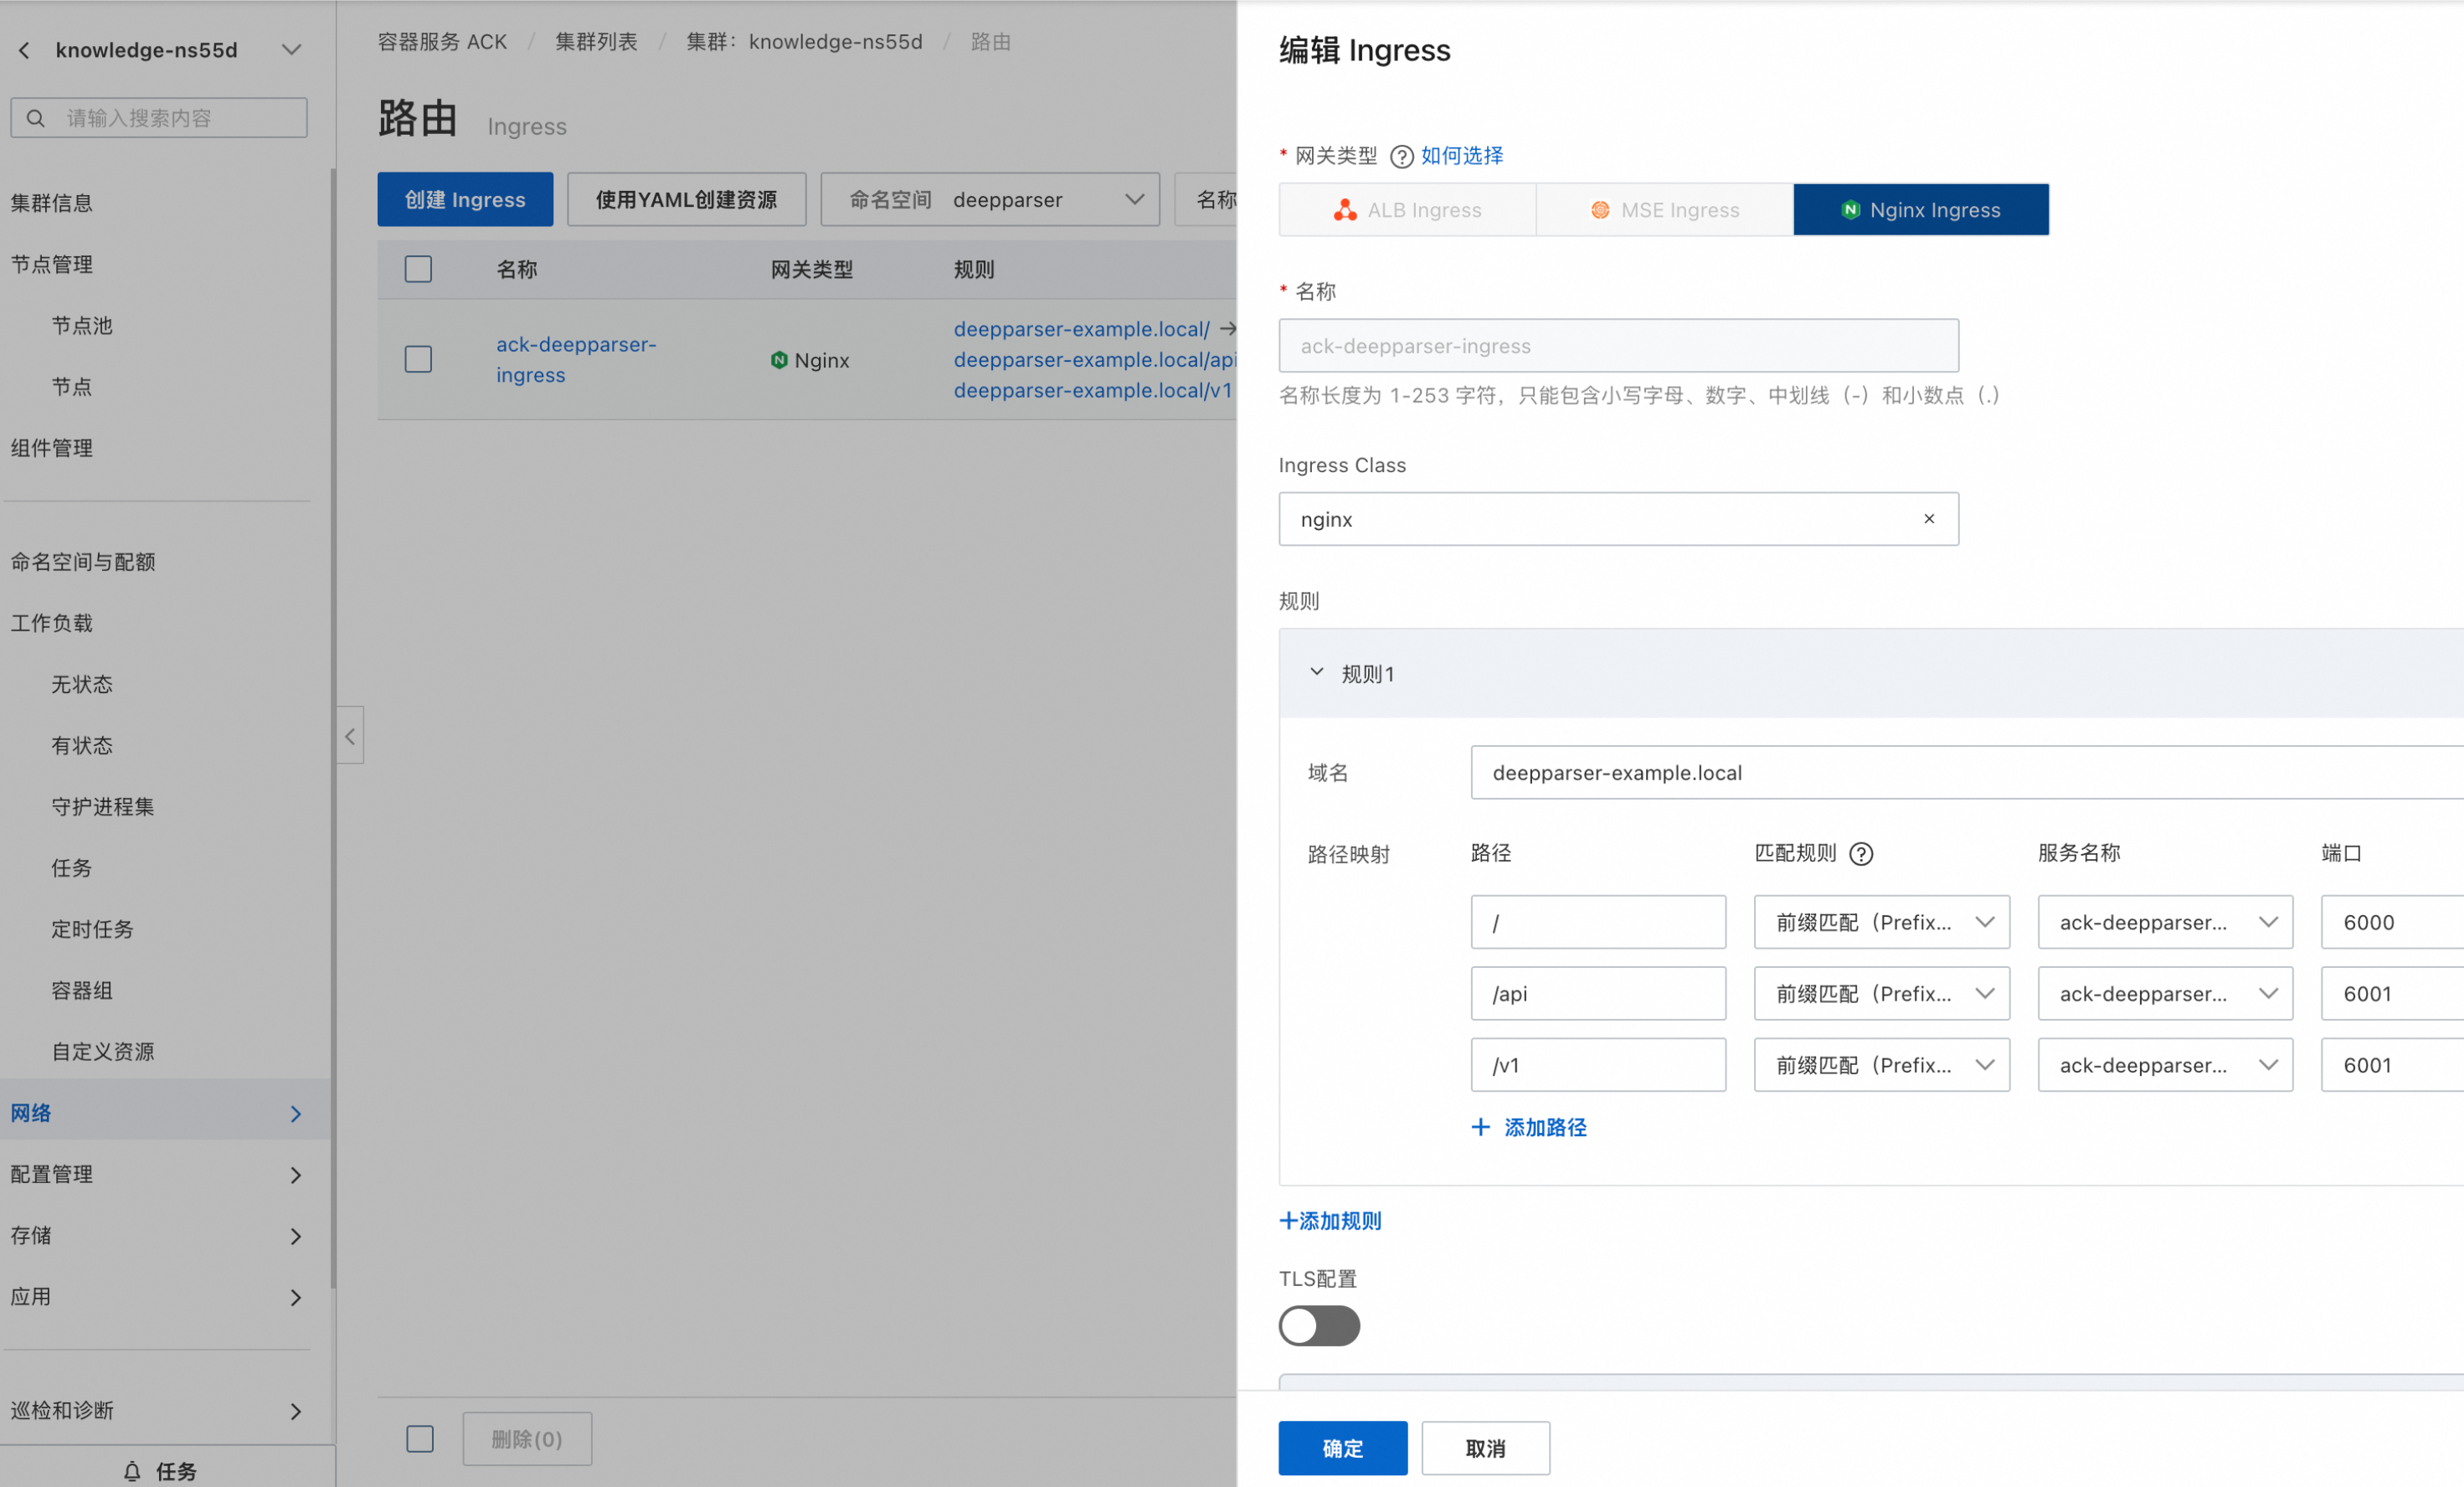 knowledge-ns55d
请输入搜索内容
集群信息
节点管理
节点池
节点
组件管理
命名空间与配额
工作负载
无状态
有状态
守护进程集
任务
定时任务
容器组
自定义资源
网络
配置管理
存储
应用
巡检和诊断
任务
容器服务 ACK / 集群列表 / 集群：knowledge-ns55d / 路由
路由 Ingress
创建 Ingress 使用YAML创建资源 命名空间 deepparser 名称
名称 网关类型 规则
ack-deepparser-
ingress
Nginx
deepparser-example.local/ →
deepparser-example.local/api
deepparser-example.local/v1
删除(0)
编辑 Ingress
* 网关类型 ? 如何选择
ALB Ingress MSE Ingress Nginx Ingress
* 名称
ack-deepparser-ingress
名称长度为 1-253 字符，只能包含小写字母、数字、中划线（-）和小数点（.）
Ingress Class
nginx ×
规则
规则1
域名 deepparser-example.local
路径映射 路径 匹配规则 ? 服务名称 端口
/ 前缀匹配（Prefix... ack-deepparser... 6000
/api 前缀匹配（Prefix... ack-deepparser... 6001
/v1 前缀匹配（Prefix... ack-deepparser... 6001
+ 添加路径
+添加规则
TLS配置
确定 取消